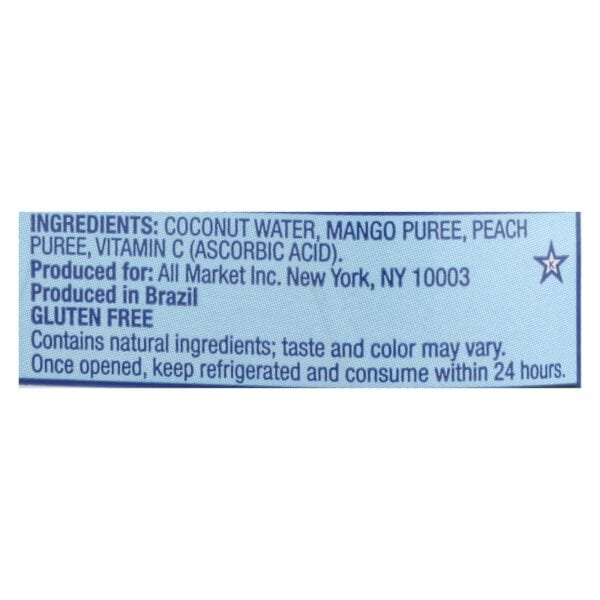 INGREDIENTS: COCONUT WATER, MANGO PUREE, PEACH
PUREE, VITAMIN C (ASCORBIC ACID).
Produced for: All Market Inc. New York, NY 10003
Produced in Brazil
GLUTEN FREE
Contains natural ingredients; taste and color may vary.
Once opened, keep refrigerated and consume within 24 hours.
K